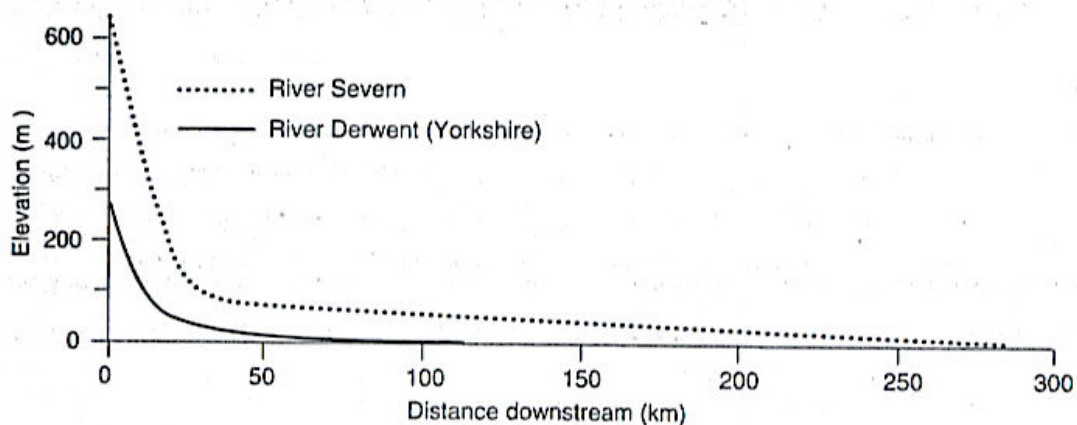 600
400
200
0
Elevation (m)
River Severn
River Derwent (Yorkshire)
0 50 100 150 200 250 300
Distance downstream (km)